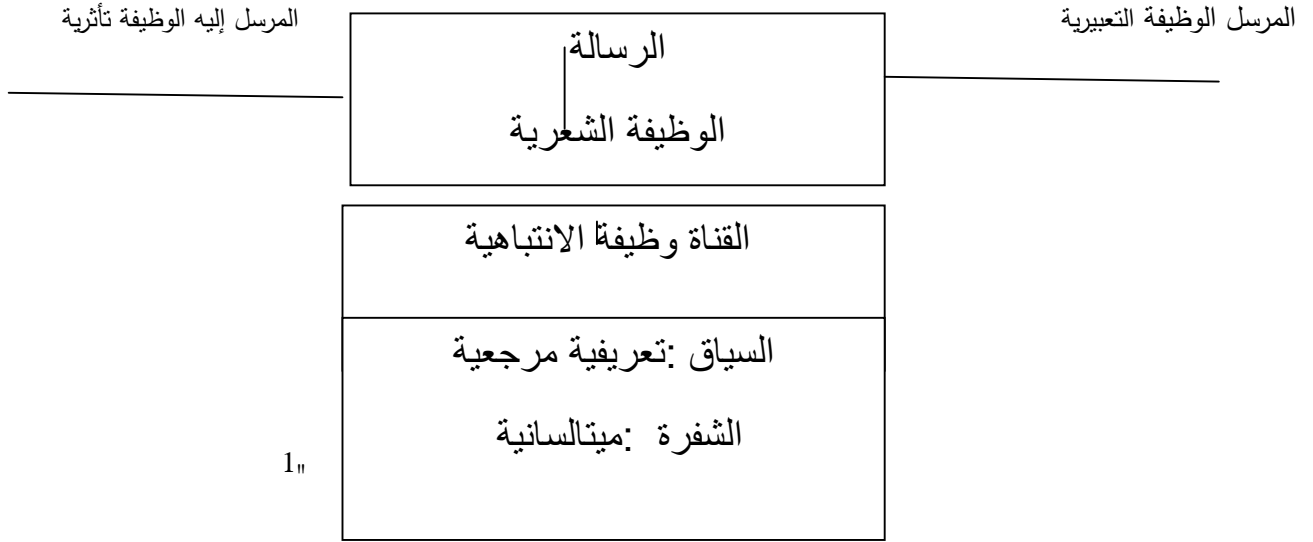 المرسل الوظيفة التعبيرية
المرسل إليه الوظيفة تأثرية
الرسالة
الوظيفة الشعرية
القناة وظيفة الانتباهية
السياق :تعريفية مرجعية
الشفرة :ميتالسانية
"1